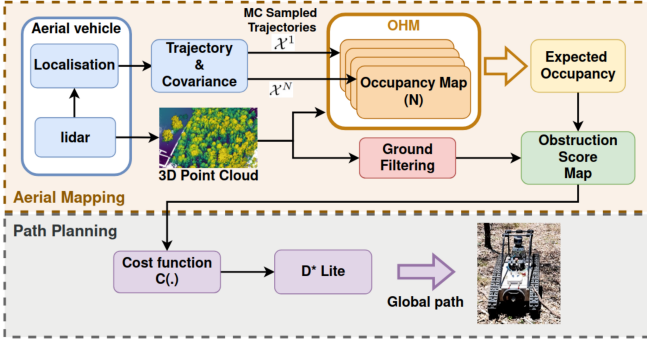 Aerial vehicle
Localisation
lidar
Trajectory
&
Covariance
MC Sampled
Trajectories
𝒳¹
𝒳ᴺ
OHM
Occupancy Map
(N)
Expected
Occupancy
3D Point Cloud
Ground
Filtering
Obstruction
Score
Map
Aerial Mapping
Path Planning
Cost function
C(.)
D* Lite
Global path